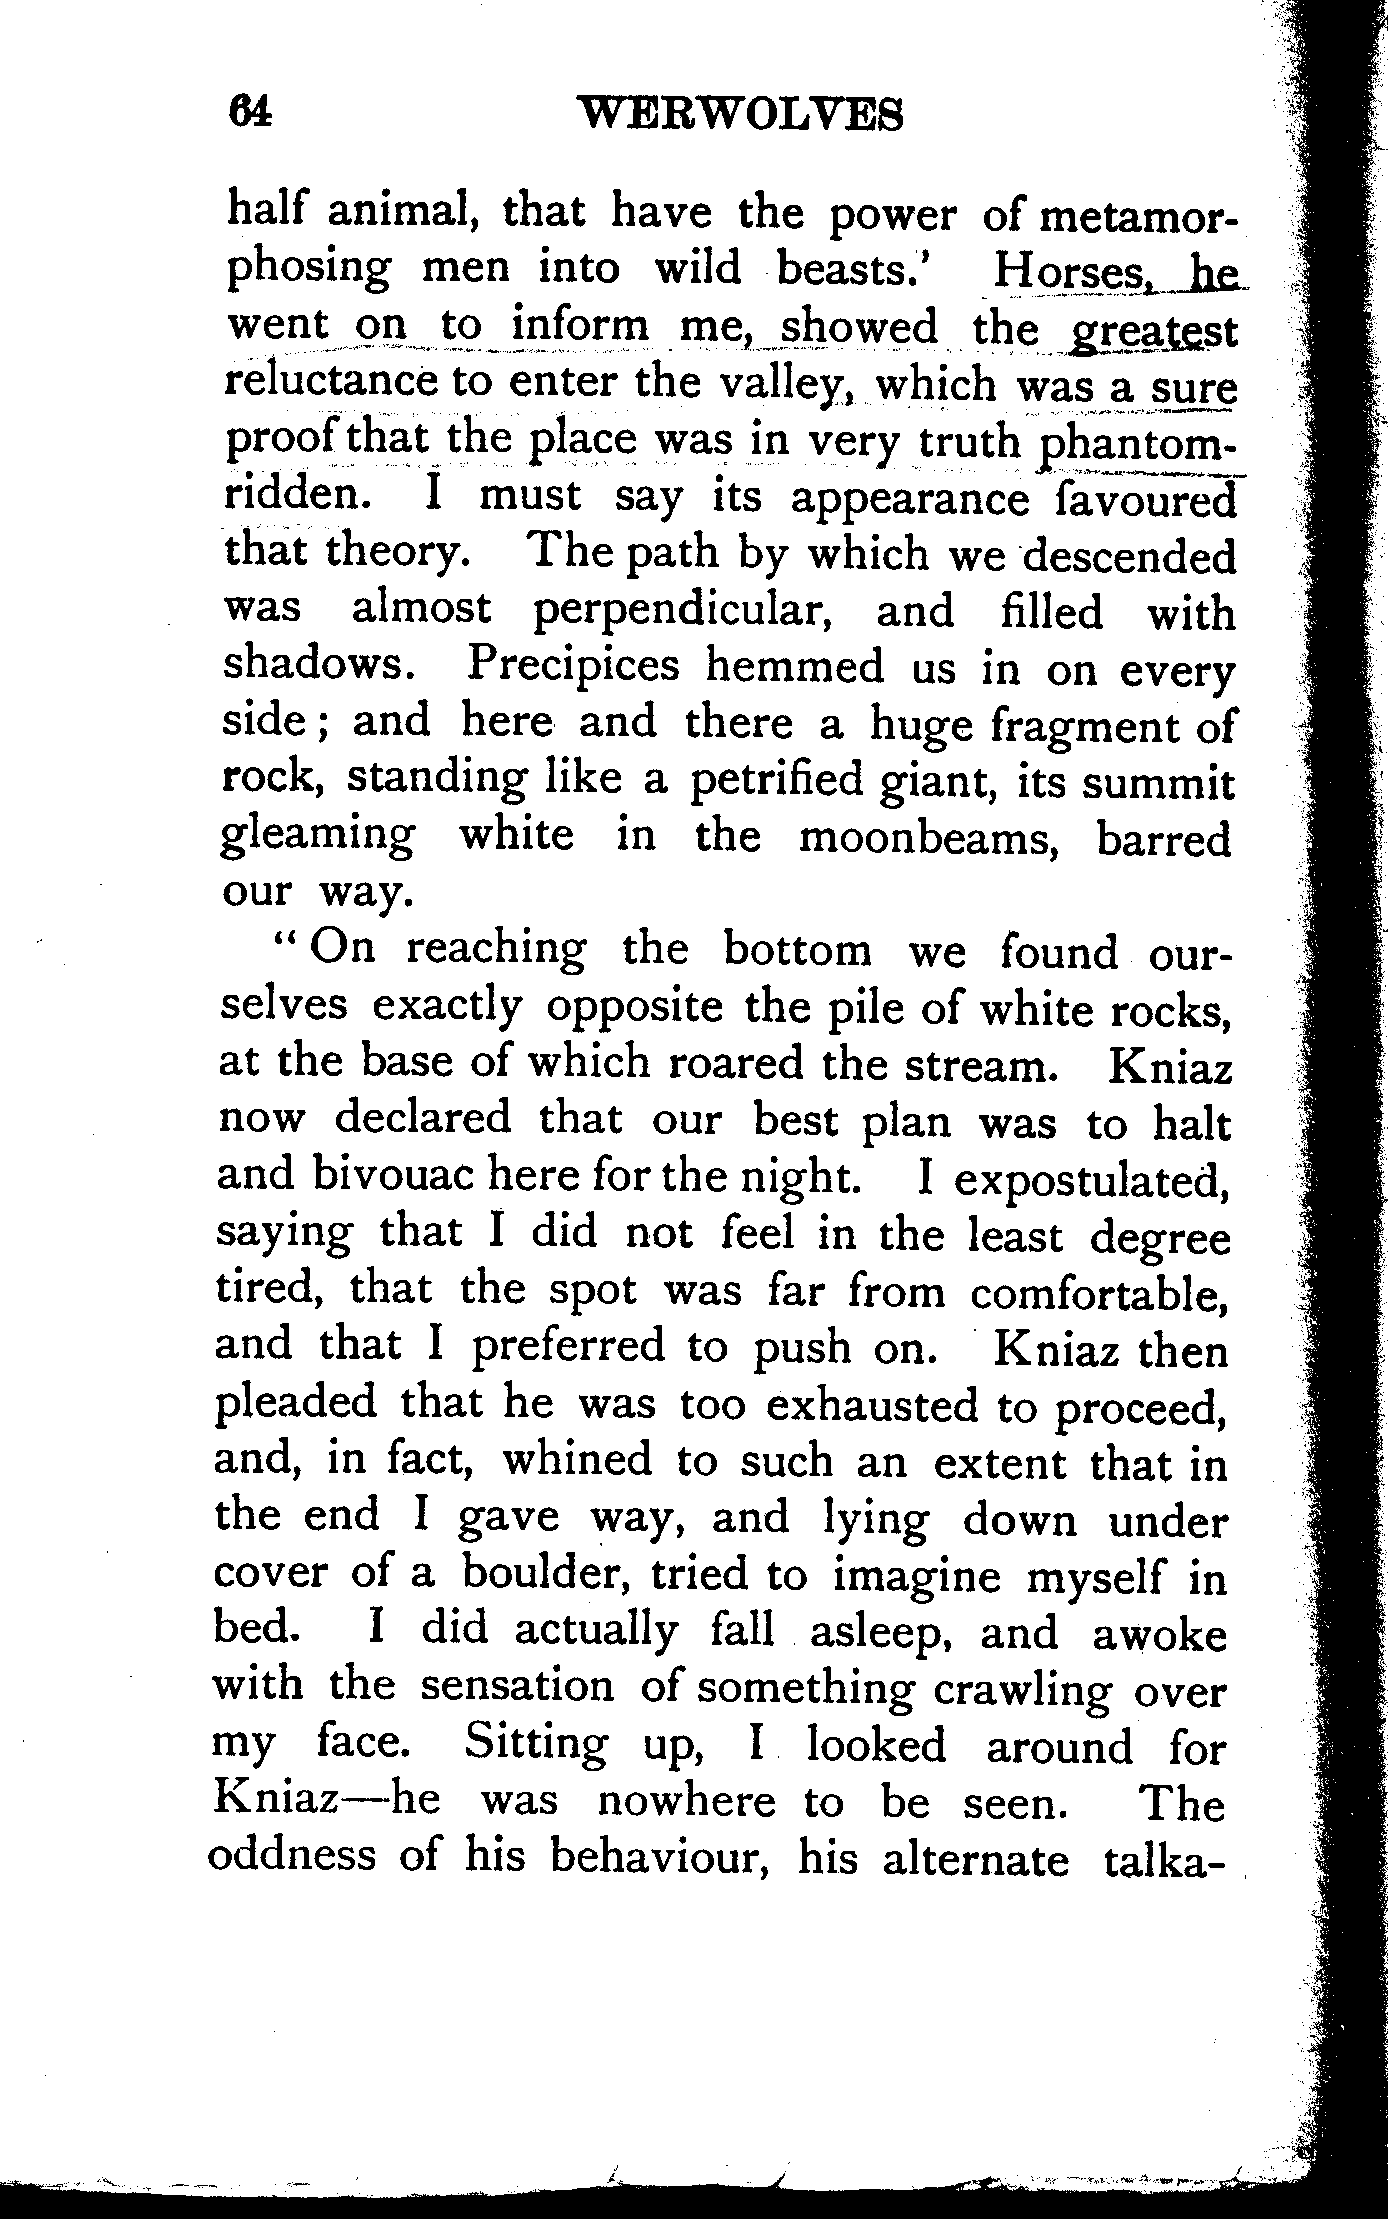 64 WERWOLVES
half animal, that have the power of metamor-
phosing men into wild beasts.' Horses, he
went on to inform me, showed the greatest
reluctance to enter the valley, which was a sure
proof that the place was in very truth phantom-
ridden. I must say its appearance favoured
that theory. The path by which we descended
was almost perpendicular, and filled with
shadows. Precipices hemmed us in on every
side; and here and there a huge fragment of
rock, standing like a petrified giant, its summit
gleaming white in the moonbeams, barred
our way.
"On reaching the bottom we found our-
selves exactly opposite the pile of white rocks,
at the base of which roared the stream. Kniaz
now declared that our best plan was to halt
and bivouac here for the night. I expostulated,
saying that I did not feel in the least degree
tired, that the spot was far from comfortable,
and that I preferred to push on. Kniaz then
pleaded that he was too exhausted to proceed,
and, in fact, whined to such an extent that in
the end I gave way, and lying down under
cover of a boulder, tried to imagine myself in
bed. I did actually fall asleep, and awoke
with the sensation of something crawling over
my face. Sitting up, I looked around for
Kniaz—he was nowhere to be seen. The
oddness of his behaviour, his alternate talka-